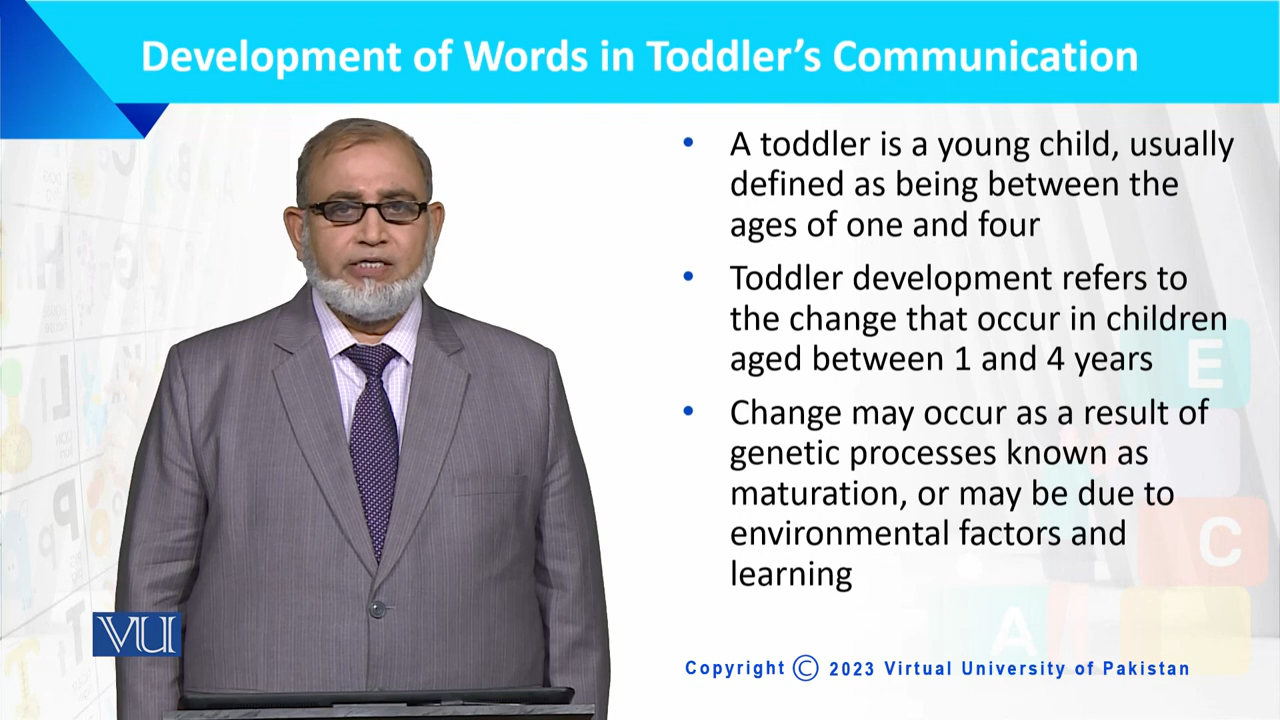 Development of Words in Toddler's Communication
• A toddler is a young child, usually
defined as being between the
ages of one and four
• Toddler development refers to
the change that occur in children
aged between 1 and 4 years
• Change may occur as a result of
genetic processes known as
maturation, or may be due to
environmental factors and
learning
VU
Copyright © 2023 Virtual University of Pakistan
E
C
A